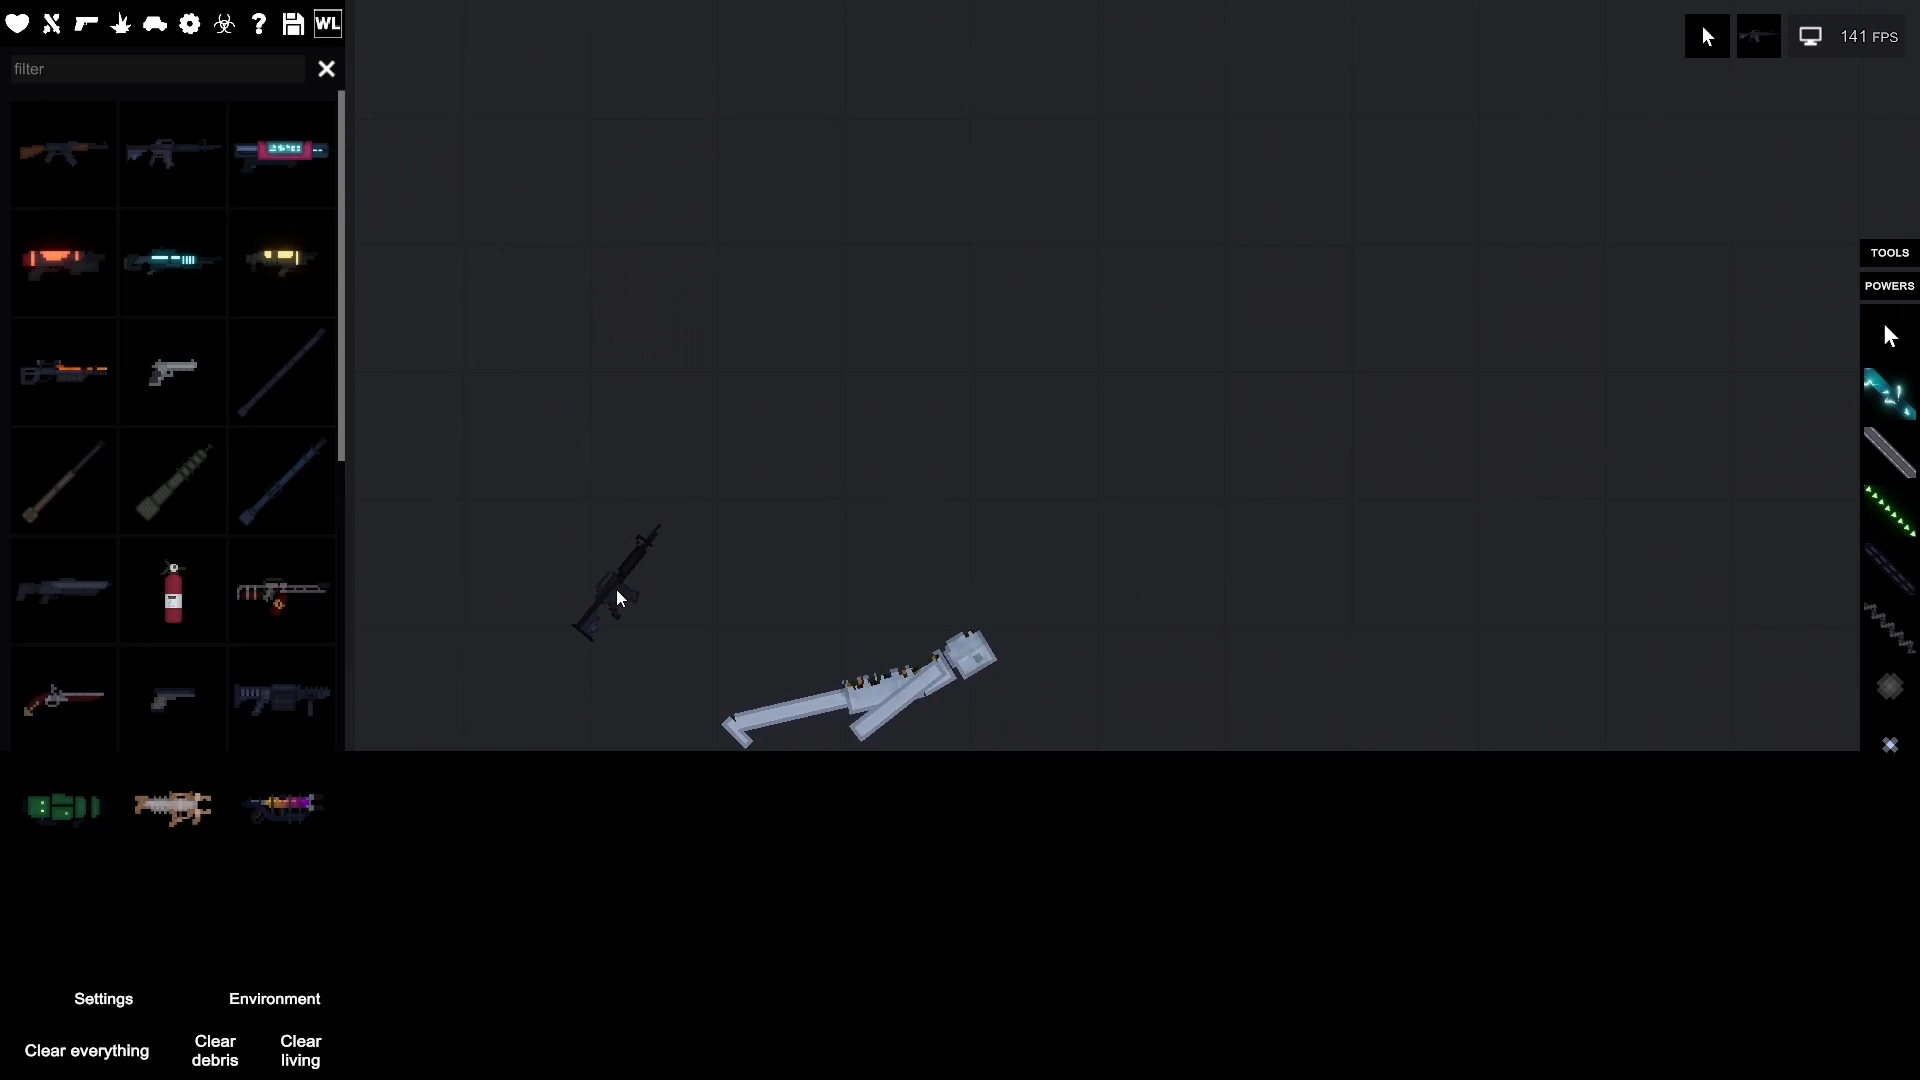 WL
filter
141 FPS
TOOLS
POWERS
Settings
Environment
Clear everything
Clear
debris
Clear
living